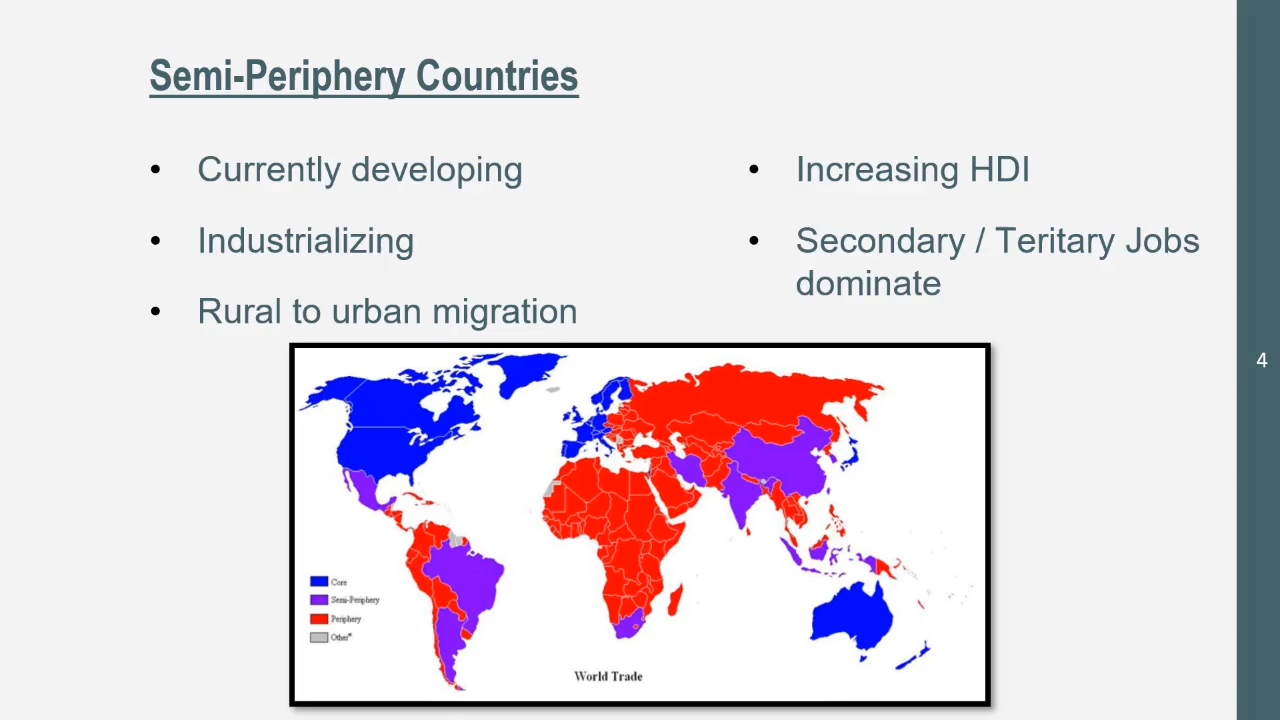 Semi-Periphery Countries
• Currently developing
• Industrializing
• Rural to urban migration
• Increasing HDI
• Secondary / Teritary Jobs
dominate
4
Core
Semi-Periphery
Periphery
Other*
World Trade